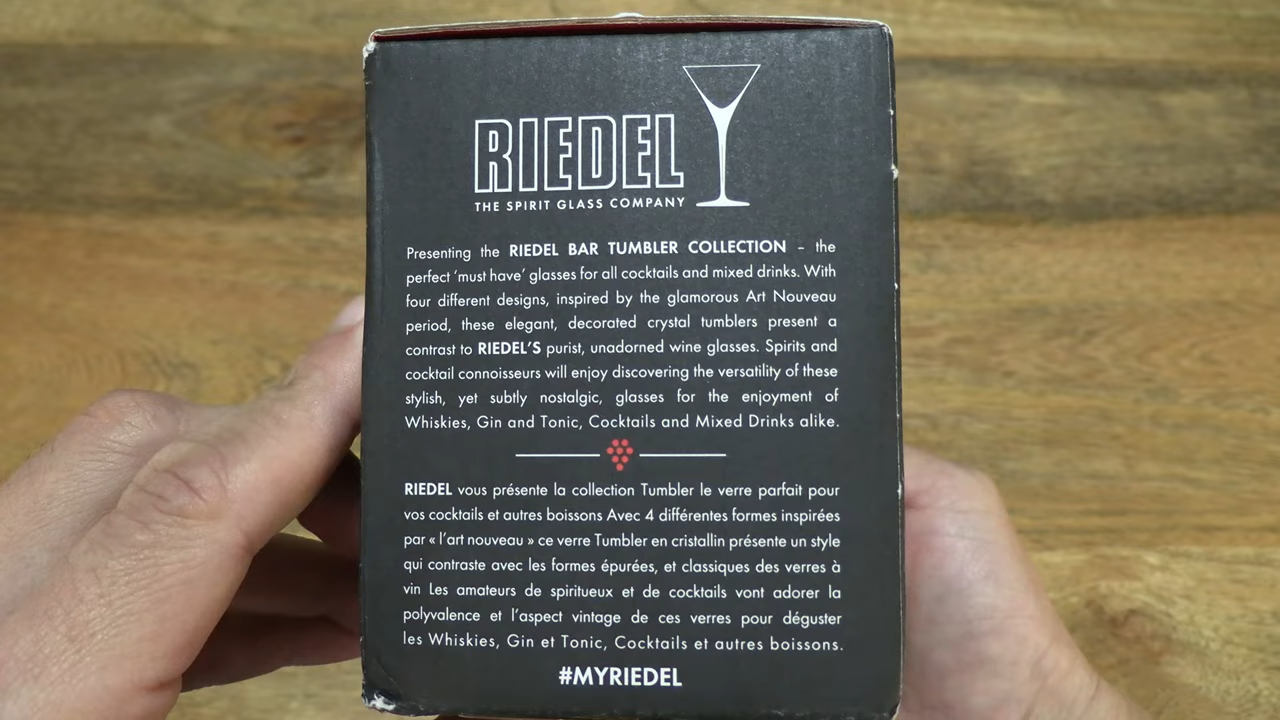 RIEDEL
THE SPIRIT GLASS COMPANY
Presenting the RIEDEL BAR TUMBLER COLLECTION – the
perfect ‘must have’ glasses for all cocktails and mixed drinks. With
four different designs, inspired by the glamorous Art Nouveau
period, these elegant, decorated crystal tumblers present a
contrast to RIEDEL’S purist, unadorned wine glasses. Spirits and
cocktail connoisseurs will enjoy discovering the versatility of these
stylish, yet subtly nostalgic, glasses for the enjoyment of
Whiskies, Gin and Tonic, Cocktails and Mixed Drinks alike.
RIEDEL vous présente la collection Tumbler le verre parfait pour
vos cocktails et autres boissons Avec 4 différentes formes inspirées
par « l’art nouveau » ce verre Tumbler en cristallin présente un style
qui contraste avec les formes épurées, et classiques des verres à
vin Les amateurs de spiritueux et de cocktails vont adorer la
polyvalence et l’aspect vintage de ces verres pour déguster
les Whiskies, Gin et Tonic, Cocktails et autres boissons.
#MYRIEDEL